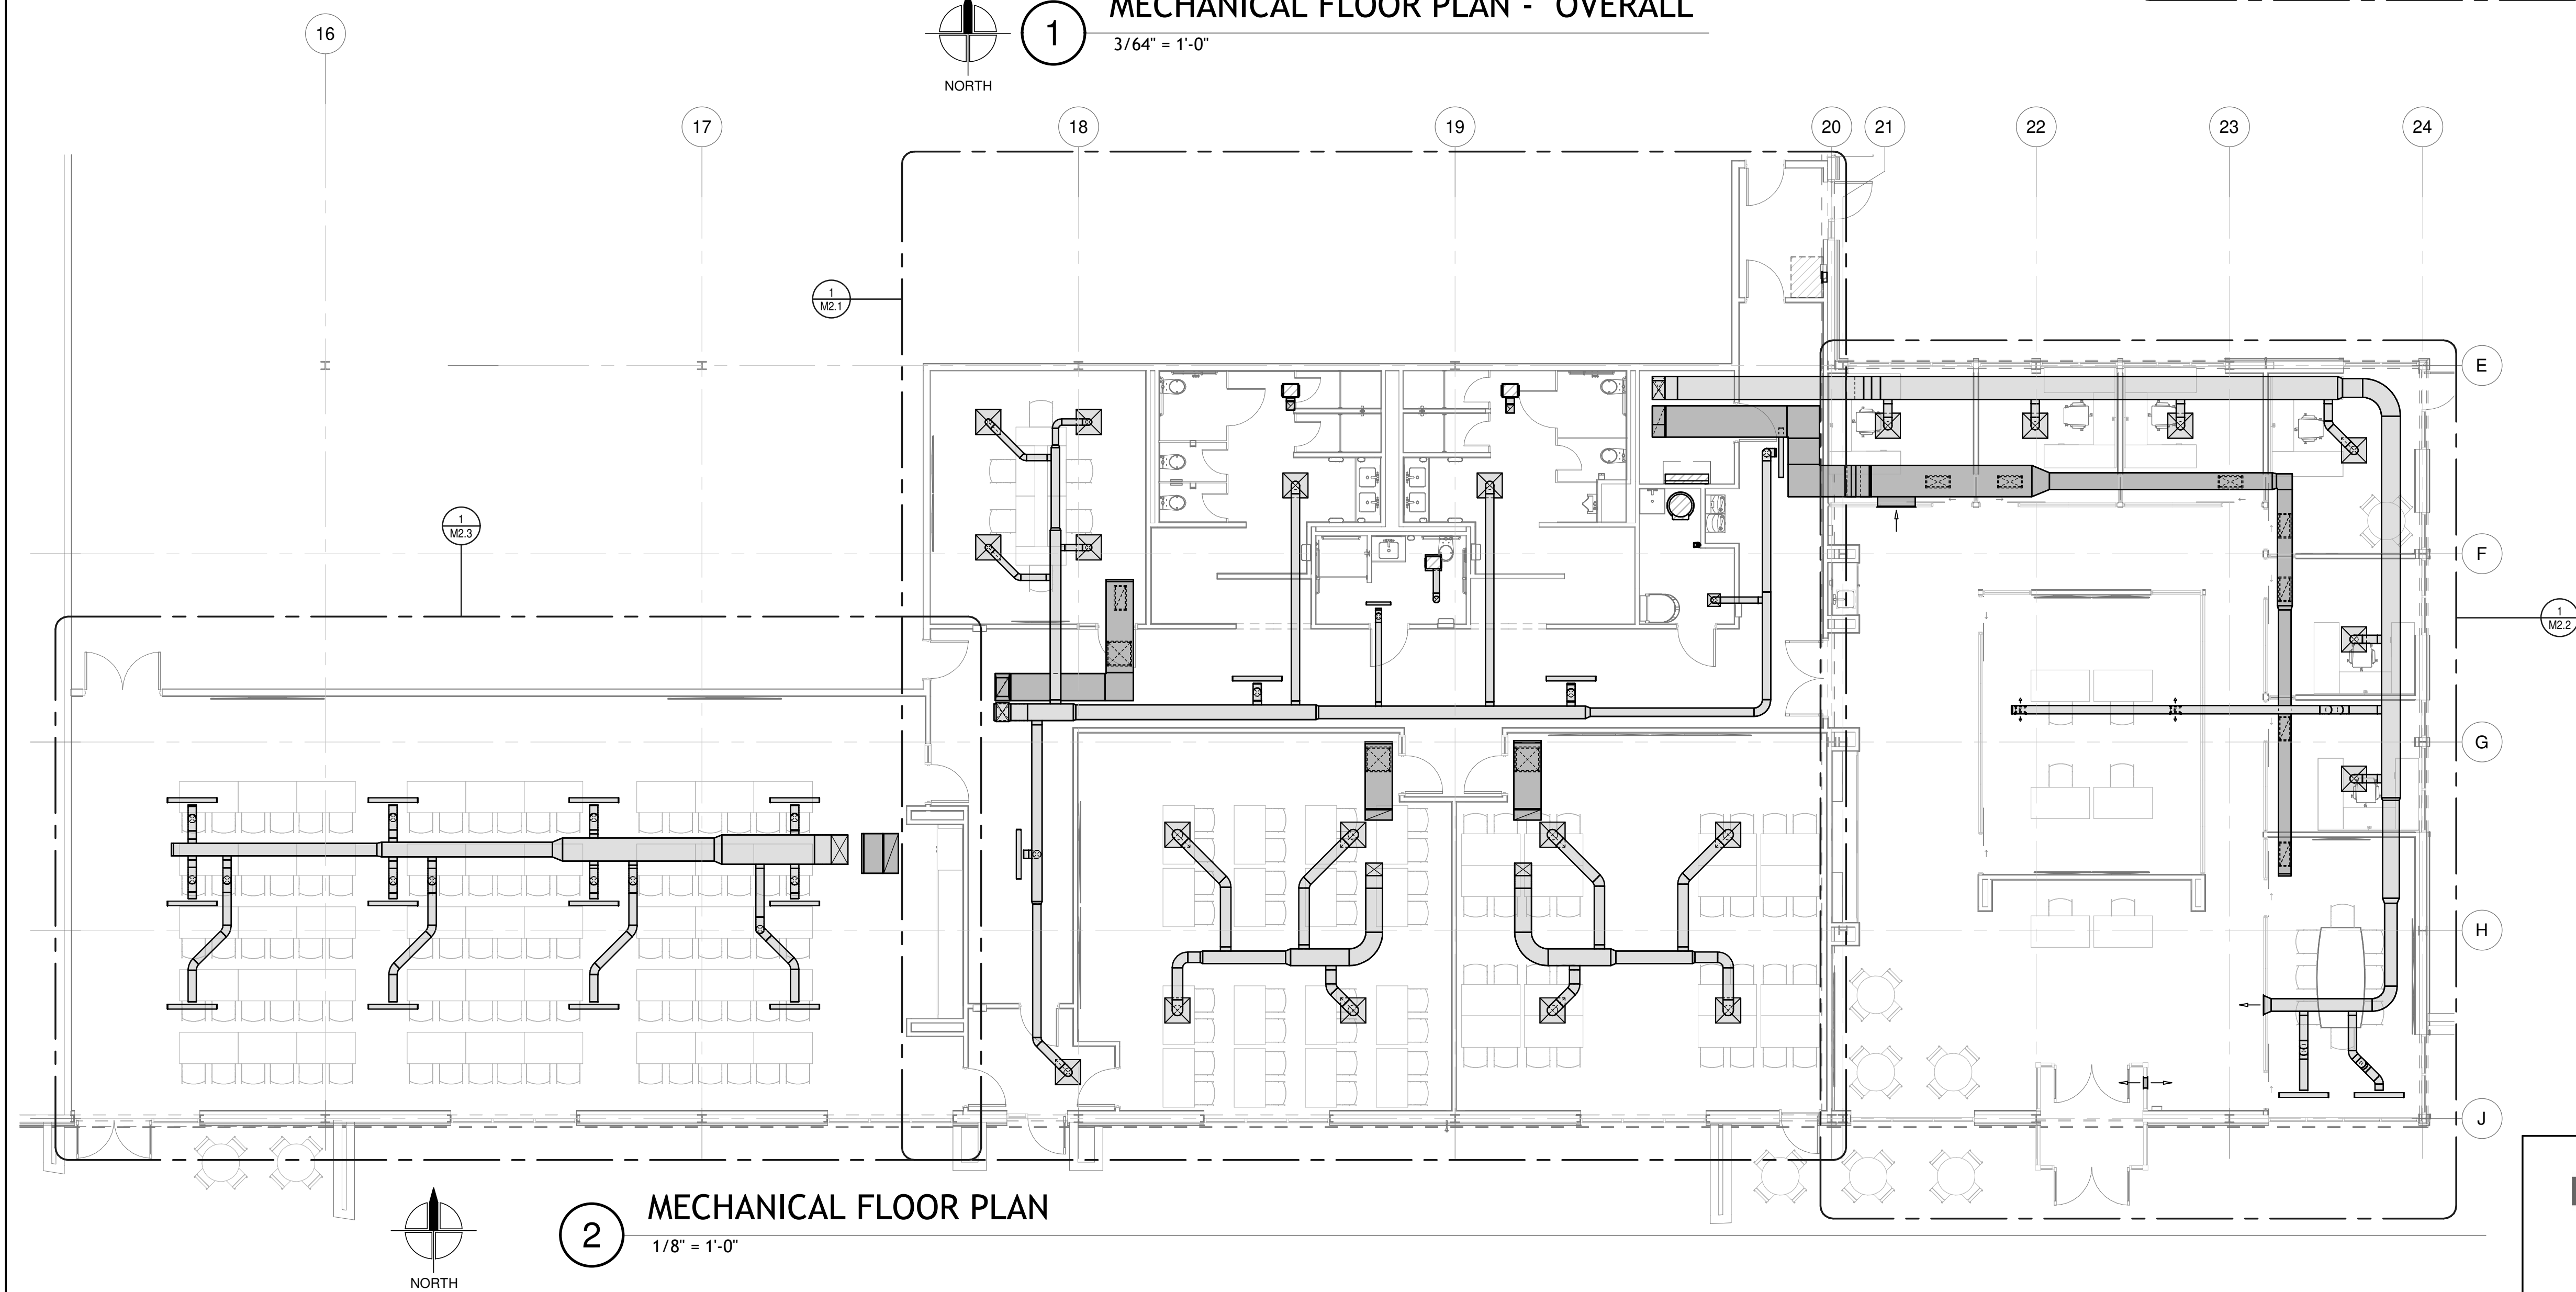 MECHANICAL FLOOR PLAN - OVERALL
1
3/64" = 1'-0"
NORTH
16
17
18
19
20
21
22
23
24
1
M2.1
E
1
M2.3
F
1
M2.2
G
H
J
MECHANICAL FLOOR PLAN
2
1/8" = 1'-0"
NORTH